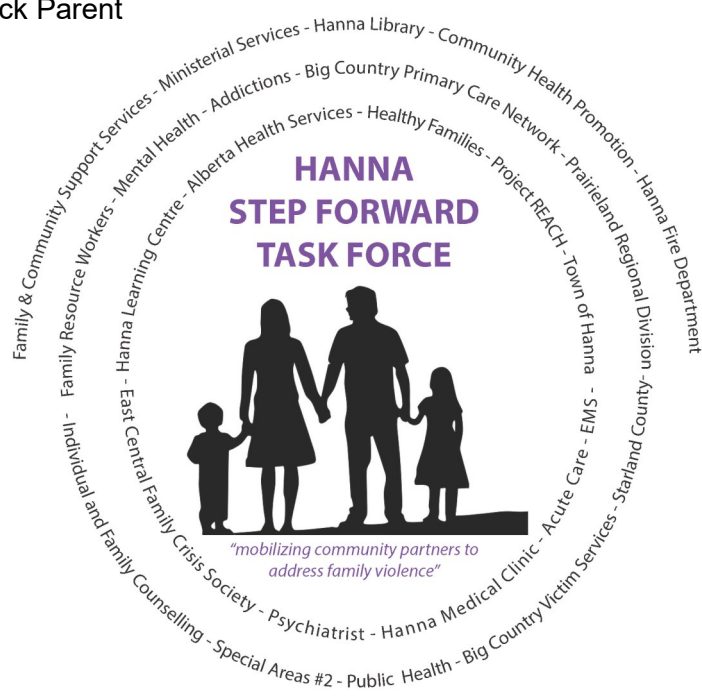 ck Parent
Family & Community Support Services - Ministerial Services - Hanna Library - Community Health Promotion - Hanna Fire Department
Individual and Family Counselling - Special Areas #2 - Public Health - Big Country Victim Services - Starland County-
- Family Resource Workers - Mental Health - Addictions - Big Country Primary Care Network - Prairieland Regional Division -
- Hanna Learning Centre - Alberta Health Services - Healthy Families - Project REACH - Town of Hanna
- East Central Family Crisis Society - Psychiatrist - Hanna Medical Clinic - Acute Care - EMS -
HANNA
STEP FORWARD
TASK FORCE
“mobilizing community partners to
address family violence”